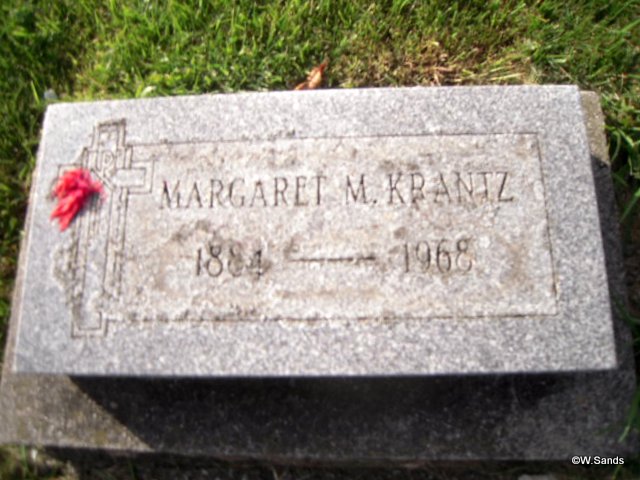 MARGARET M. KRANTZ
1884 — 1968
©W.Sands